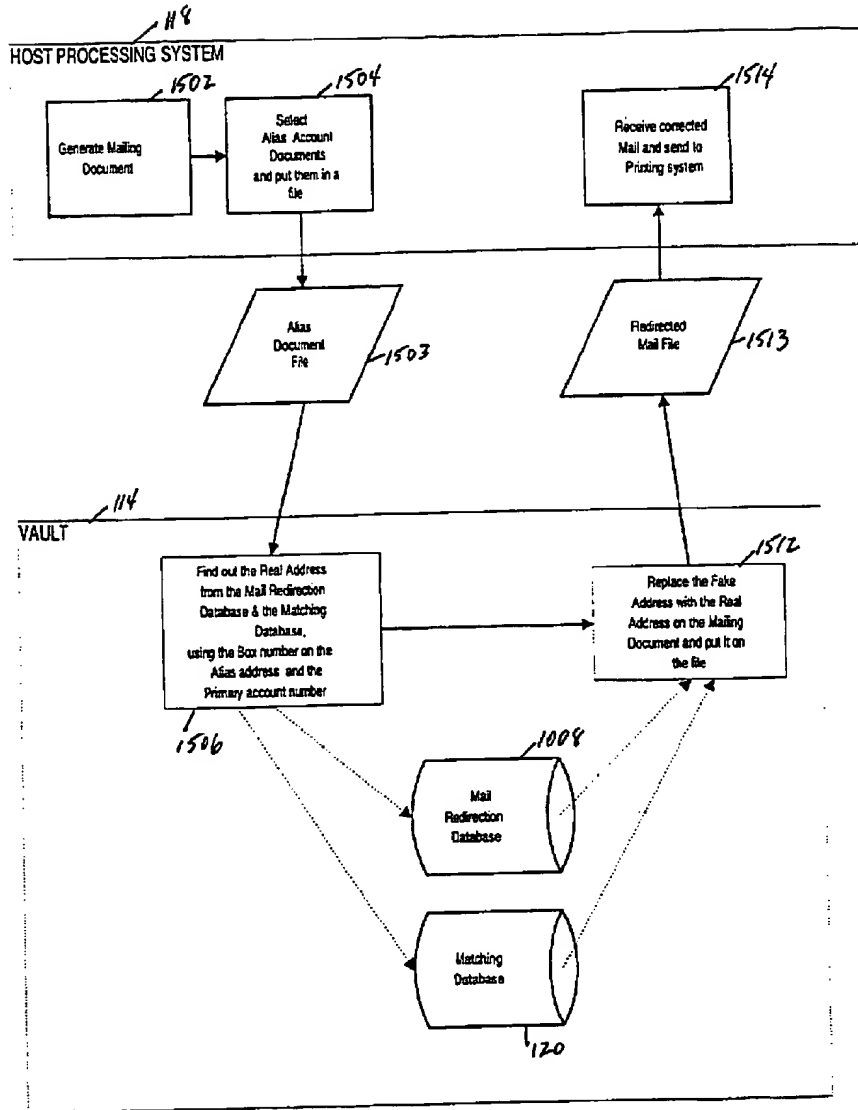 118
HOST PROCESSING SYSTEM
1502
Generate Mailing
Document
1504
Select
Alias Account
Documents
and put them in a
file
1514
Receive corrected
Mail and send to
Printing system
Alias
Document
File
1503
Redirected
Mail File
1513
114
VAULT
Find out the Real Address
from the Mail Redirection
Database & the Matching
Database,
using the Box number on the
Alias address and the
Primary account number
1506
1512
Replace the Fake
Address with the Real
Address on the Mailing
Document and put it on
the file
1008
Mail
Redirection
Database
Matching
Database
120